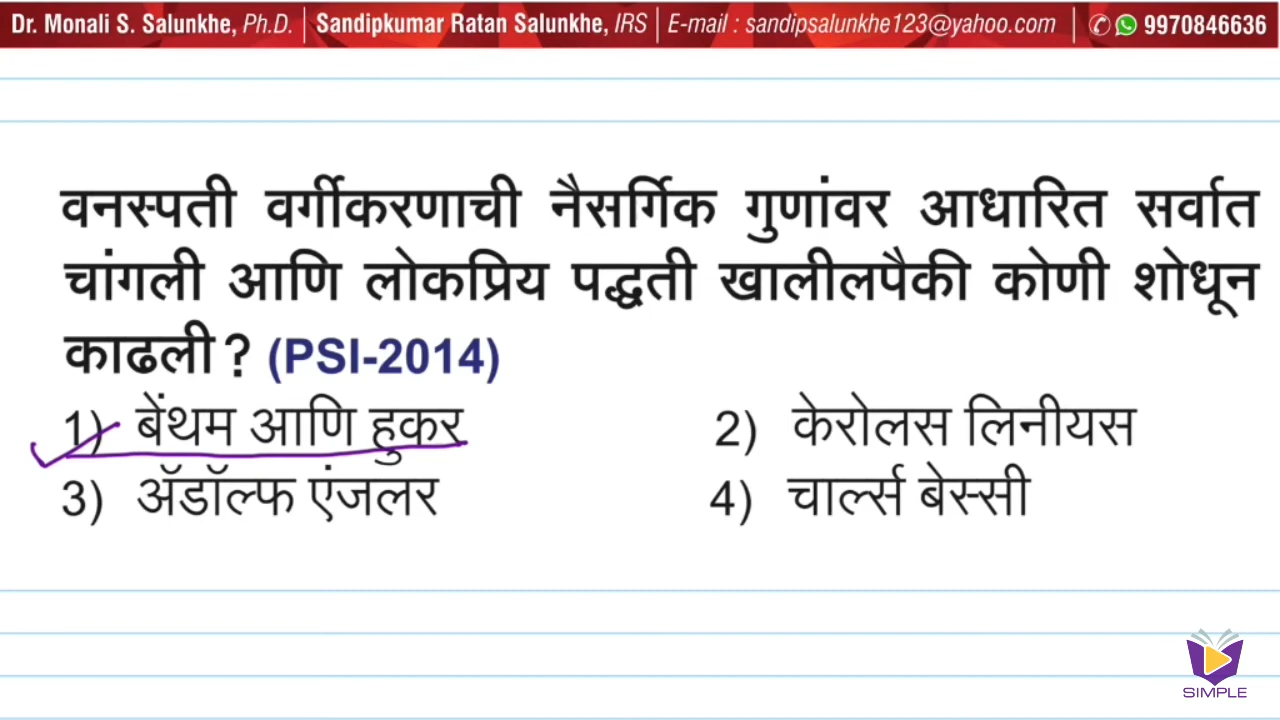 Dr. Monali S. Salunkhe, Ph.D. | Sandipkumar Ratan Salunkhe, IRS | E-mail : sandipsalunkhe123@yahoo.com | 9970846636
वनस्पती वर्गीकरणाची नैसर्गिक गुणांवर आधारित सर्वात
चांगली आणि लोकप्रिय पद्धती खालीलपैकी कोणी शोधून
काढली? (PSI-2014)
1) बेंथम आणि हुकर 2) केरोलस लिनीयस
3) ॲडॉल्फ एंजलर 4) चार्ल्स बेस्सी
SIMPLE